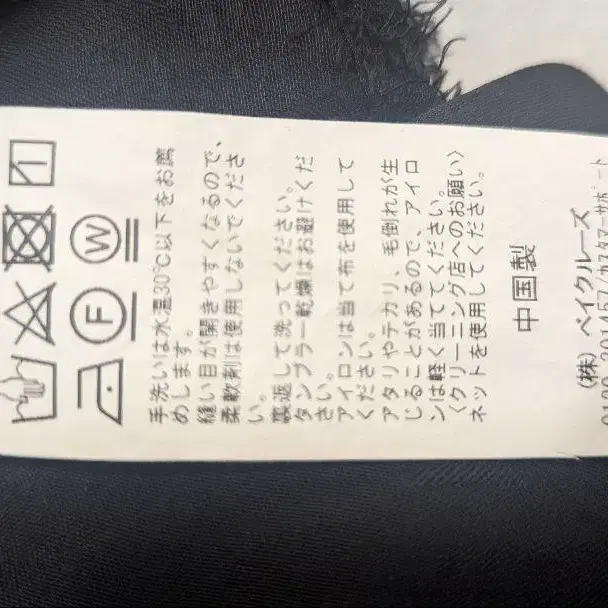 F W
手洗いは水温30℃以下をお薦
めします。
縫い目が開きやすくなるので、
柔軟剤は使用しないでくださ
い。
裏返して洗ってください。
タンブラー乾燥はお避けくだ
さい。
アイロンは当て布を使用して
ください。
アタリやテカリ、毛倒れが生
じることがあるので、アイロ
ンは軽く当ててください。
〈クリーニング店へのお願い〉
ネットを使用してください。
中国製
(株) ベイクルーズ